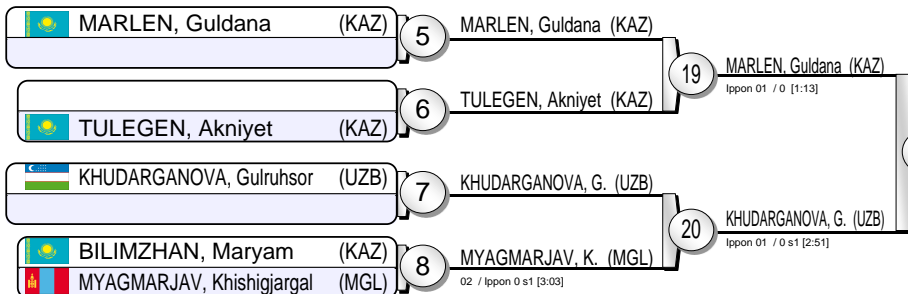 MARLEN, Guldana (KAZ)
5
TULEGEN, Akniyet (KAZ)
6
KHUDARGANOVA, Gulruhsor (UZB)
7
BILIMZHAN, Maryam (KAZ)
MYAGMARJAV, Khishigjargal (MGL)
8
MARLEN, Guldana (KAZ)
TULEGEN, Akniyet (KAZ)
19
KHUDARGANOVA, G. (UZB)
MYAGMARJAV, K. (MGL)
02 / Ippon 0 s1 [3:03]
20
MARLEN, Guldana (KAZ)
Ippon 01 / 0 [1:13]
KHUDARGANOVA, G. (UZB)
Ippon 01 / 0 s1 [2:51]